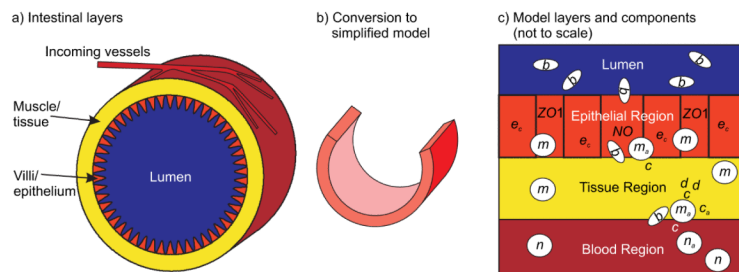 a) Intestinal layers
Incoming vessels
Muscle/
tissue
Villi/
epithelium
Lumen
b) Conversion to
simplified model
c) Model layers and components
(not to scale)
b
b
Lumen
b
b
b
ZO1
Epithelial Region
ZO1
e_c
NO
e_c
e_c
e_c
m
b
m_a
m
c
m
m
Tissue Region
d d
c
c_a
b
m_a
c
n
Blood Region
n_a
n